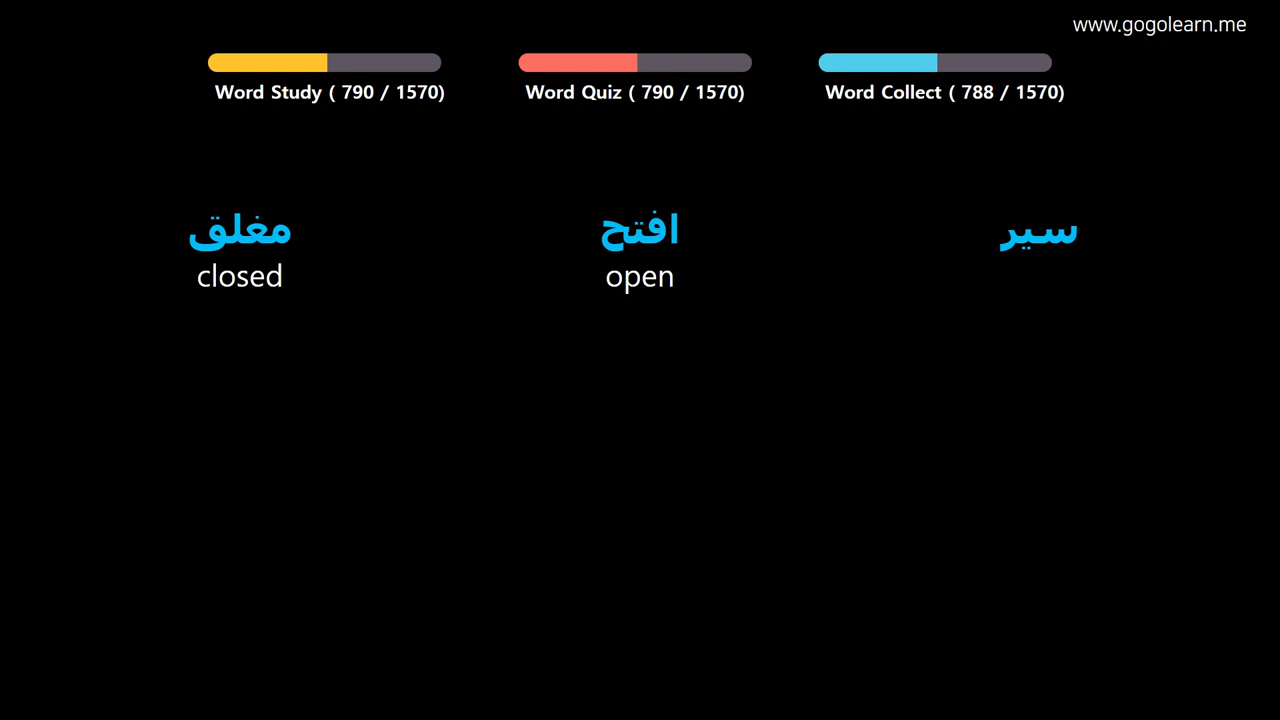 www.gogolearn.me
Word Study ( 790 / 1570)
Word Quiz ( 790 / 1570)
Word Collect ( 788 / 1570)
مغلق
closed
افتح
open
سير